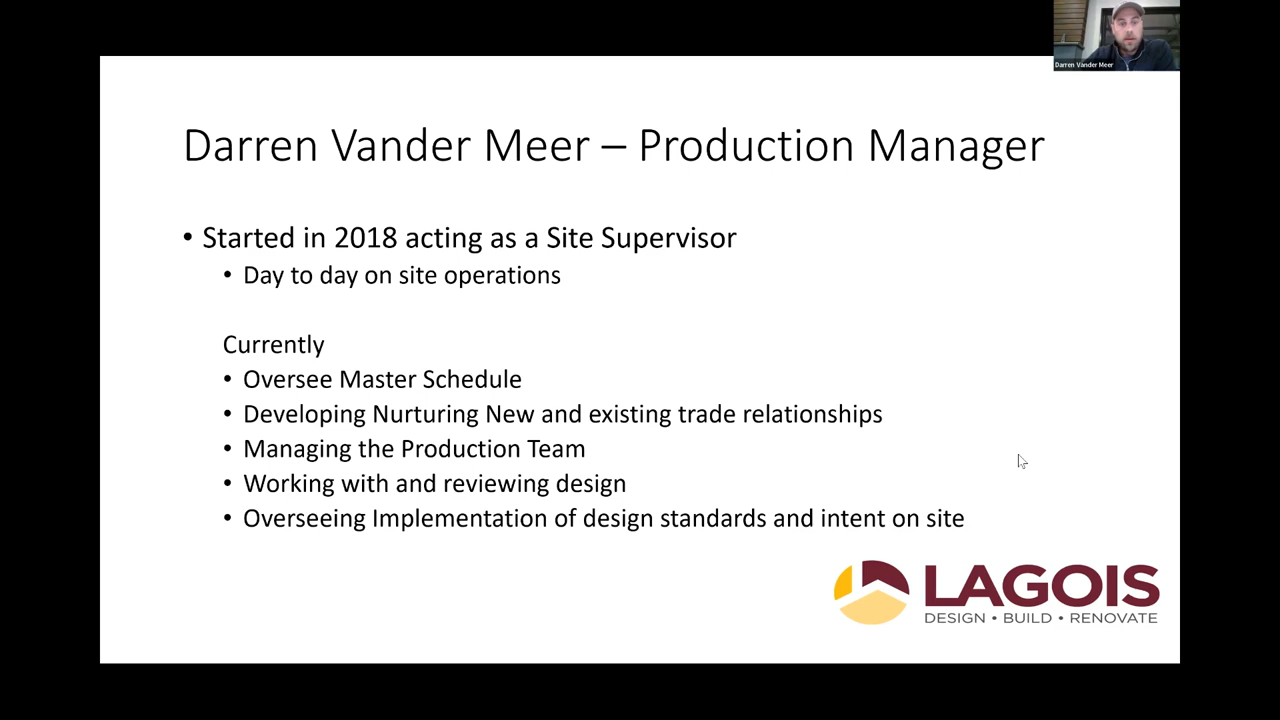 Darren Vander Meer
Darren Vander Meer – Production Manager
• Started in 2018 acting as a Site Supervisor
• Day to day on site operations
Currently
• Oversee Master Schedule
• Developing Nurturing New and existing trade relationships
• Managing the Production Team
• Working with and reviewing design
• Overseeing Implementation of design standards and intent on site
LAGOIS
DESIGN • BUILD • RENOVATE